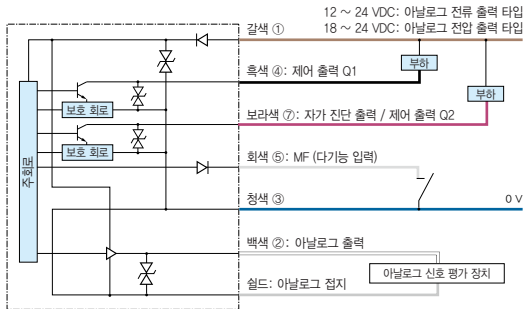 12 ~ 24 VDC: 아날로그 전류 출력 타입
18 ~ 24 VDC: 아날로그 전압 출력 타입
갈색 ①
부하
흑색 ④: 제어 출력 Q1
부하
보호 회로
보라색 ⑦: 자가 진단 출력 / 제어 출력 Q2
보호 회로
주회로
회색 ⑤: MF (다기능 입력)
청색 ③
0 V
백색 ②: 아날로그 출력
아날로그 신호 평가 장치
쉴드: 아날로그 접지